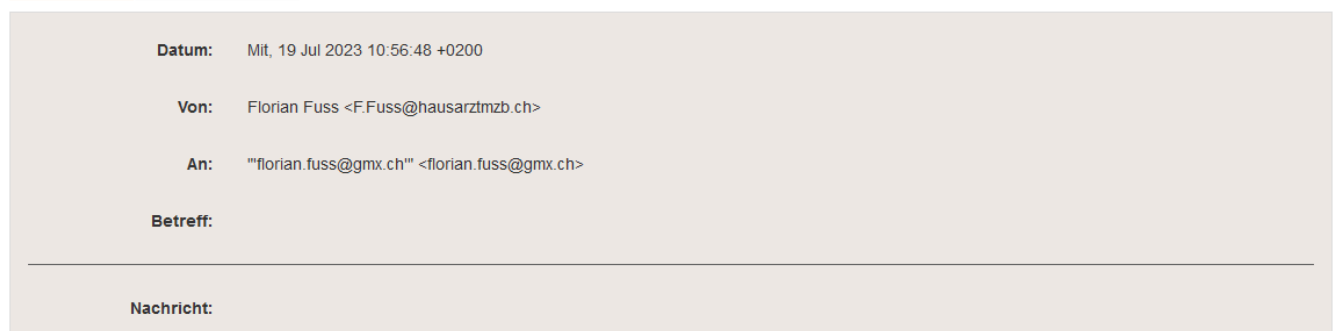 Datum: Mit, 19 Jul 2023 10:56:48 +0200
Von: Florian Fuss <F.Fuss@hausarztmzb.ch>
An: "'florian.fuss@gmx.ch'" <florian.fuss@gmx.ch>
Betreff:
Nachricht: